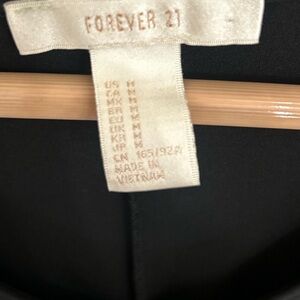 FOREVER 21
US M
CA M
MX M
BR M
EU M
UK M
KR M
JP M
CN 165/92A
MADE IN
VIETNAM